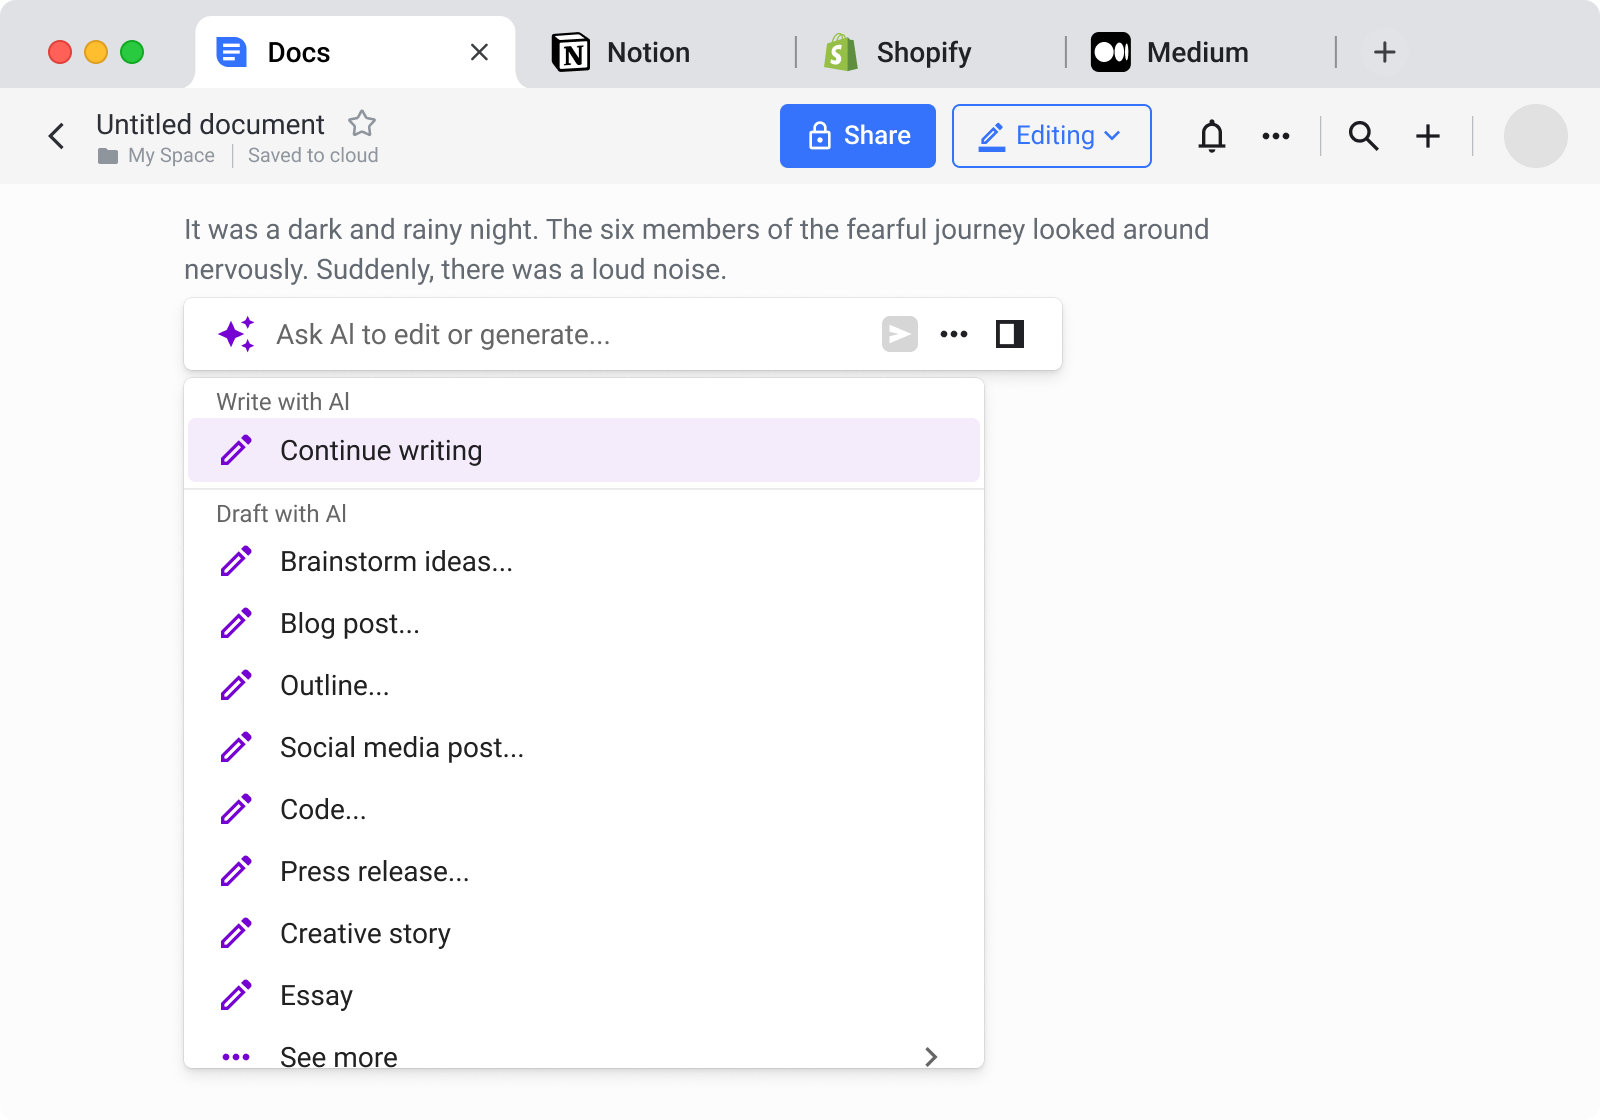 Docs
Notion
Shopify
Medium
Untitled document
My Space
Saved to cloud
Share
Editing
It was a dark and rainy night. The six members of the fearful journey looked around
nervously. Suddenly, there was a loud noise.
Ask AI to edit or generate...
Write with AI
Continue writing
Draft with AI
Brainstorm ideas...
Blog post...
Outline...
Social media post...
Code...
Press release...
Creative story
Essay
See more